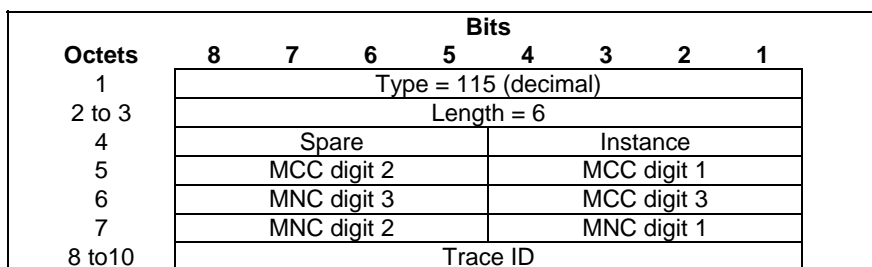 Bits
Octets 8 7 6 5 4 3 2 1
1 Type = 115 (decimal)
2 to 3 Length = 6
4 Spare Instance
5 MCC digit 2 MCC digit 1
6 MNC digit 3 MCC digit 3
7 MNC digit 2 MNC digit 1
8 to10 Trace ID